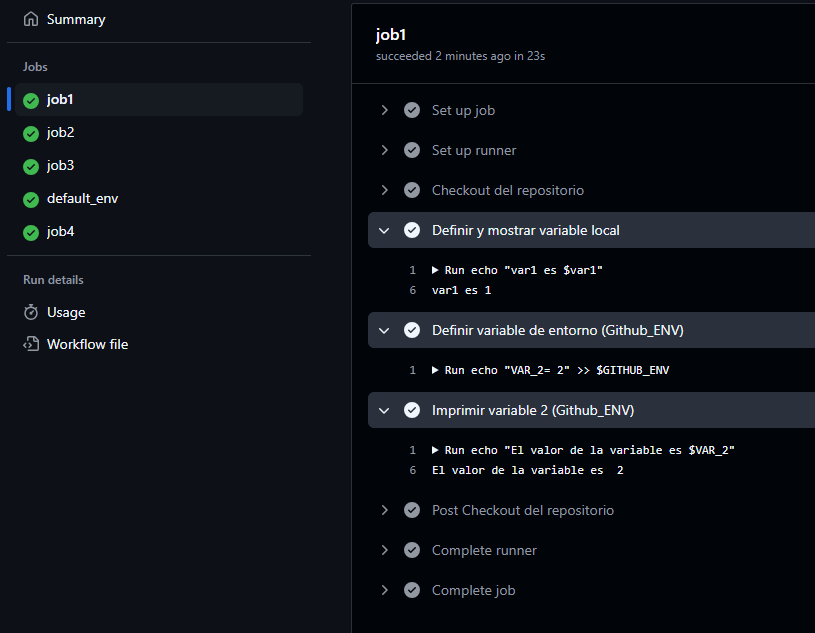 Summary
Jobs
job1
job2
job3
default_env
job4
Run details
Usage
Workflow file
job1
succeeded 2 minutes ago in 23s
Set up job
Set up runner
Checkout del repositorio
Definir y mostrar variable local
1 Run echo "var1 es $var1"
6 var1 es 1
Definir variable de entorno (Github_ENV)
1 Run echo "VAR_2= 2" >> $GITHUB_ENV
Imprimir variable 2 (Github_ENV)
1 Run echo "El valor de la variable es $VAR_2"
6 El valor de la variable es  2
Post Checkout del repositorio
Complete runner
Complete job